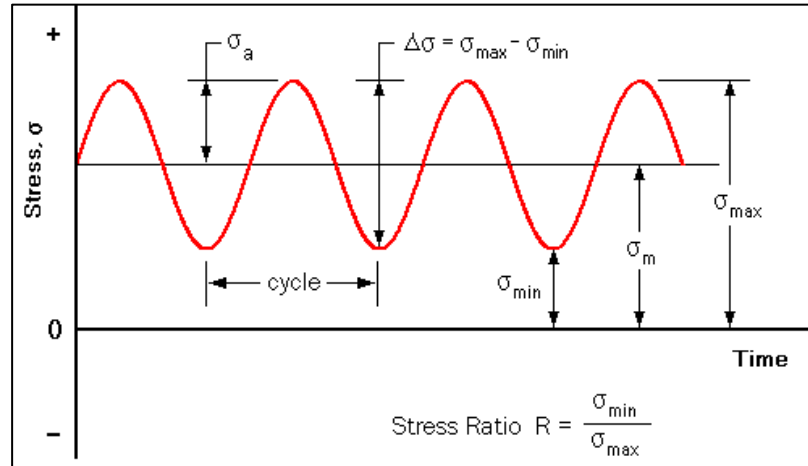 +
σa
Δσ = σmax - σmin
Stress, σ
σmax
σm
cycle
σmin
0
Time
Stress Ratio R = σmin
σmax
−